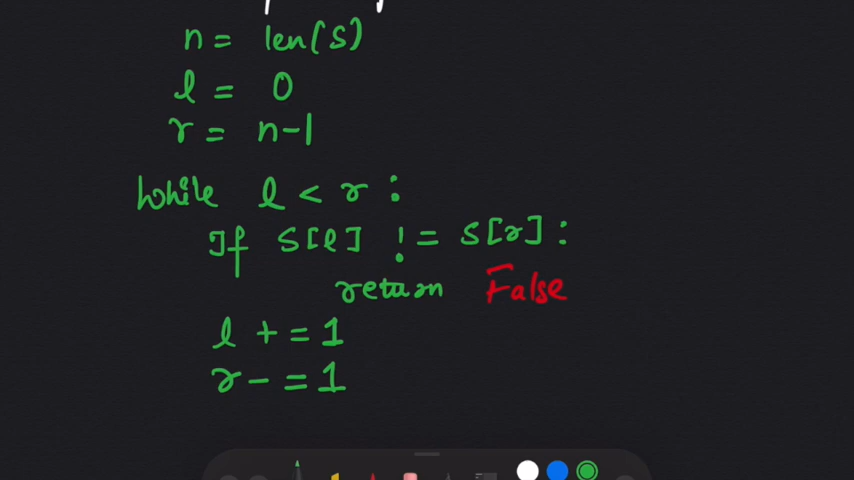 n = len(S)
l = 0
r = n-1
while l < r :
If S[l] != S[r] :
return False
l += 1
r -= 1